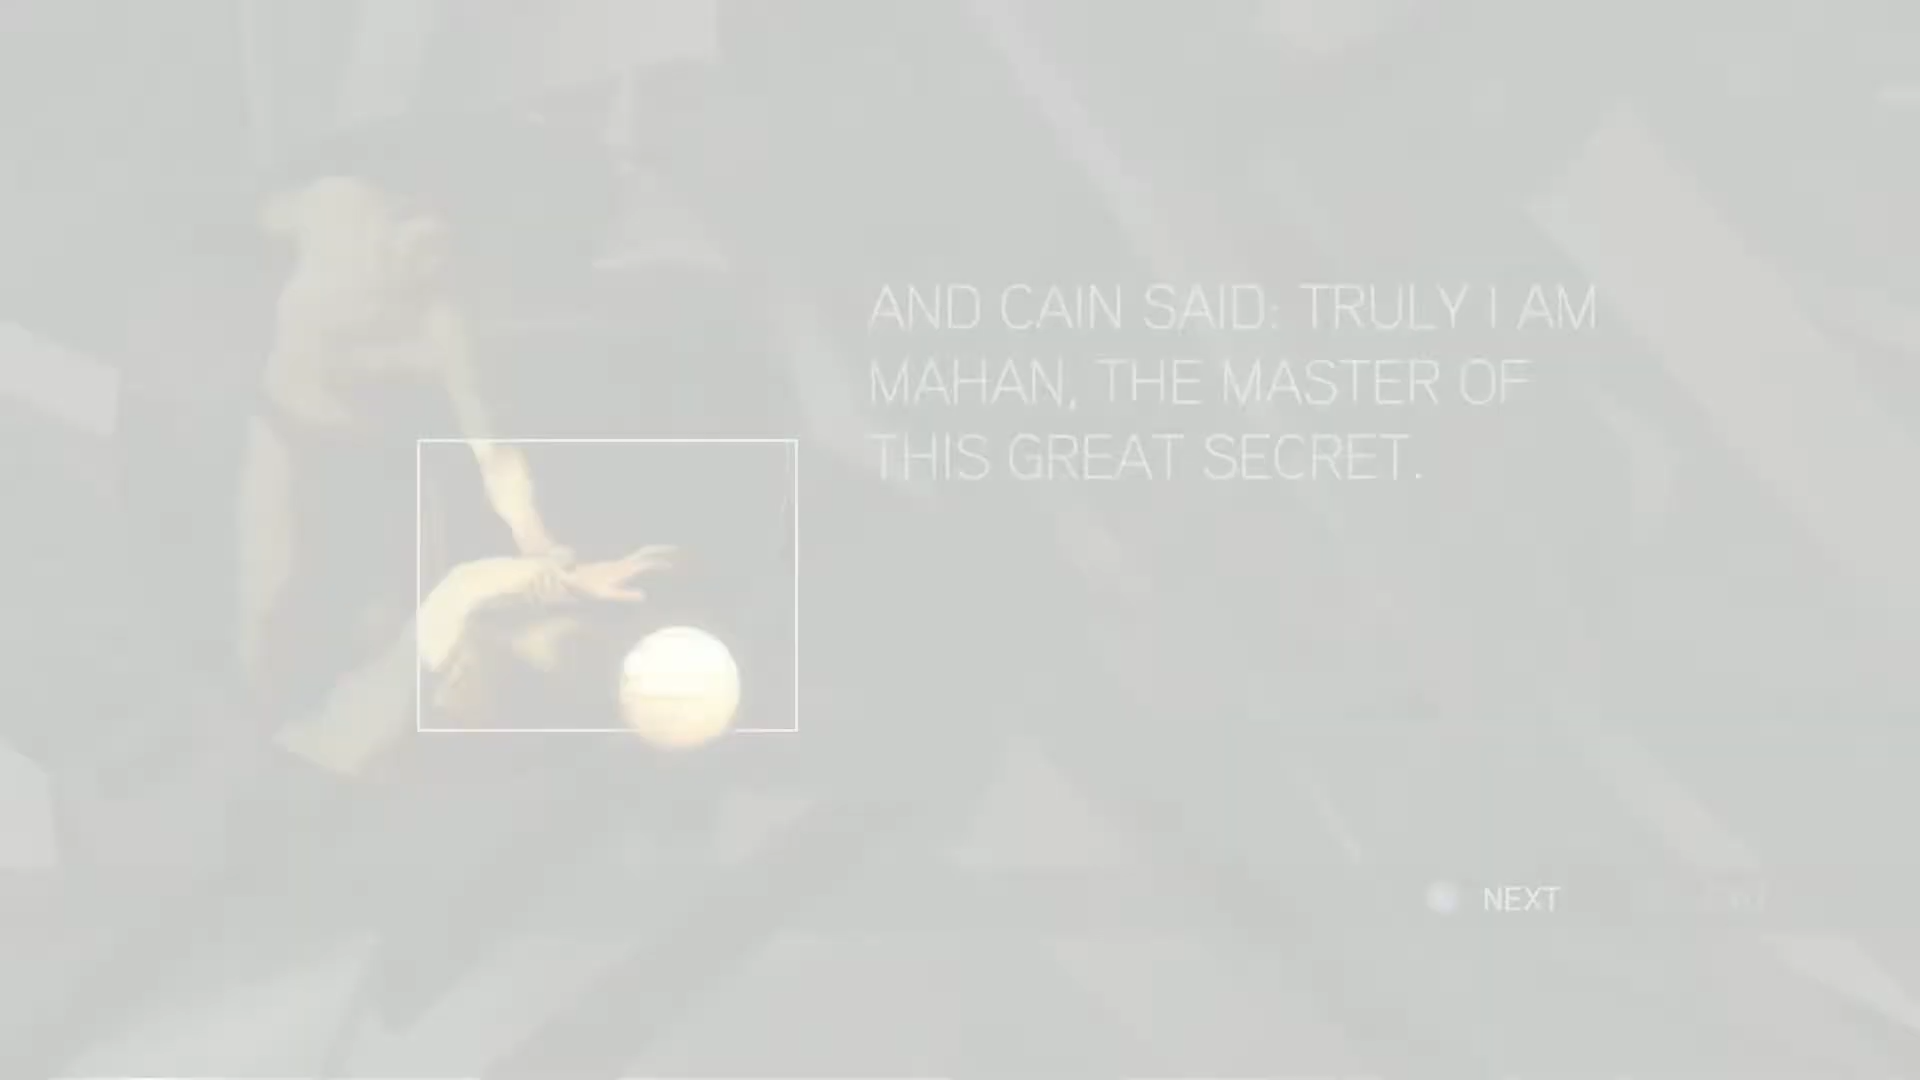 AND CAIN SAID: TRULY I AM
MAHAN, THE MASTER OF
THIS GREAT SECRET.
NEXT